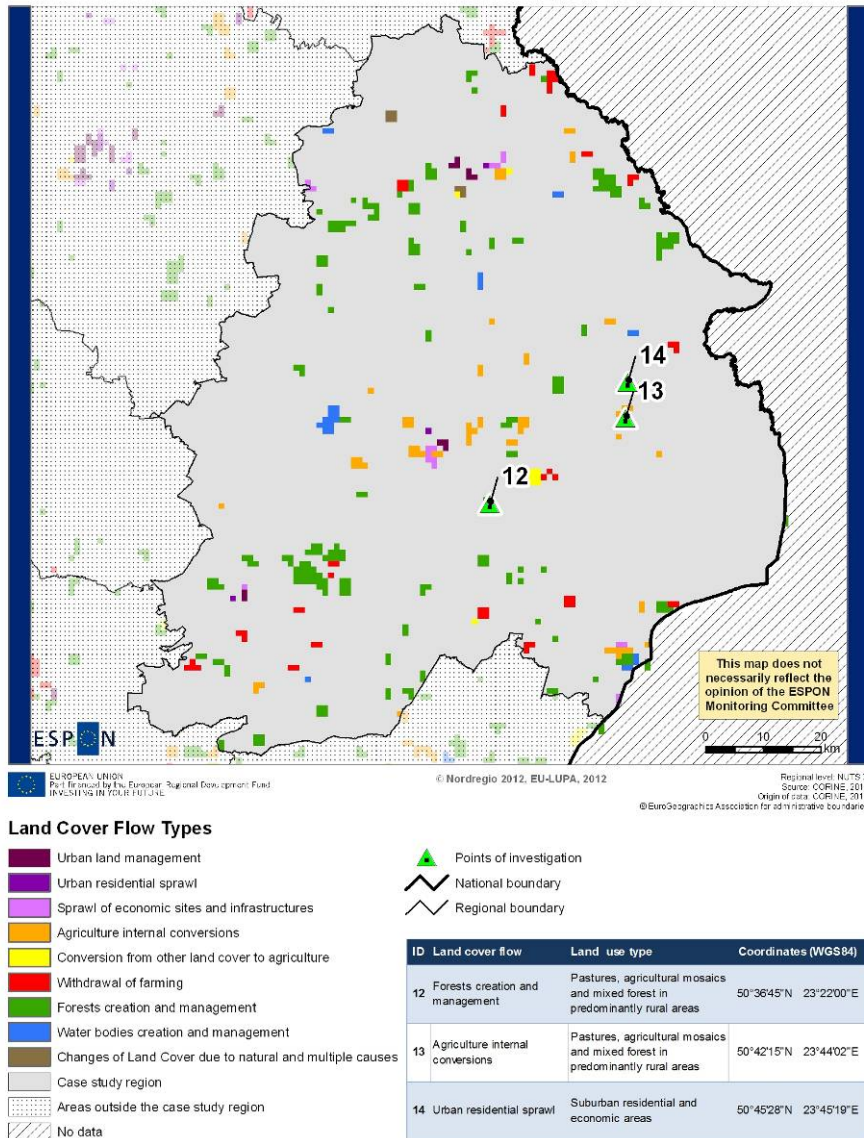 14
13
12
This map does not
necessarily reflect the
opinion of the ESPON
Monitoring Committee
ESPON
0 5 10 20
km
EUROPEAN UNION
Part financed by the European Regional Development Fund
INVESTING IN YOUR FUTURE
© Nordregio 2012, EU-LUPA, 2012
Regional level: NUTS
Source: CORINE, 201
Origin of data: CORINE, 201
© EuroGeographics Association for administrative boundarie
Land Cover Flow Types
Urban land management
Urban residential sprawl
Sprawl of economic sites and infrastructures
Agriculture internal conversions
Conversion from other land cover to agriculture
Withdrawal of farming
Forests creation and management
Water bodies creation and management
Changes of Land Cover due to natural and multiple causes
Case study region
Areas outside the case study region
No data
Points of investigation
National boundary
Regional boundary
ID Land cover flow Land use type Coordinates (WGS84)
12 Forests creation and management Pastures, agricultural mosaics and mixed forest in predominantly rural areas 50°36'45"N 23°22'00"E
13 Agriculture internal conversions Pastures, agricultural mosaics and mixed forest in predominantly rural areas 50°42'15"N 23°44'02"E
14 Urban residential sprawl Suburban residential and economic areas 50°45'28"N 23°45'19"E